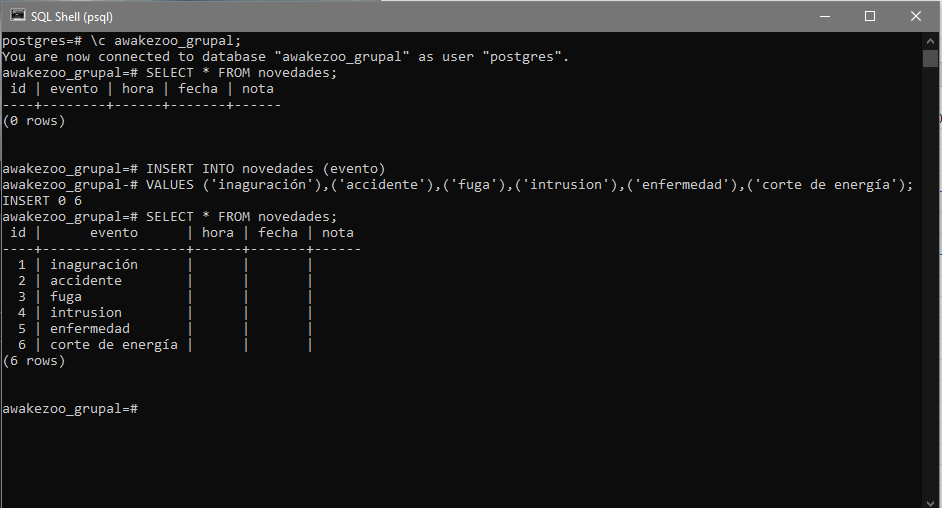 SQL Shell (psql)
postgres=# \c awakezoo_grupal;
You are now connected to database "awakezoo_grupal" as user "postgres".
awakezoo_grupal=# SELECT * FROM novedades;
 id | evento | hora | fecha | nota
----+--------+------+-------+------
(0 rows)
awakezoo_grupal=# INSERT INTO novedades (evento)
awakezoo_grupal-# VALUES ('inaguración'),('accidente'),('fuga'),('intrusion'),('enfermedad'),('corte de energía');
INSERT 0 6
awakezoo_grupal=# SELECT * FROM novedades;
 id |      evento      | hora | fecha | nota
----+------------------+------+-------+------
  1 | inaguración      |      |       |
  2 | accidente        |      |       |
  3 | fuga             |      |       |
  4 | intrusion        |      |       |
  5 | enfermedad       |      |       |
  6 | corte de energía |      |       |
(6 rows)
awakezoo_grupal=#